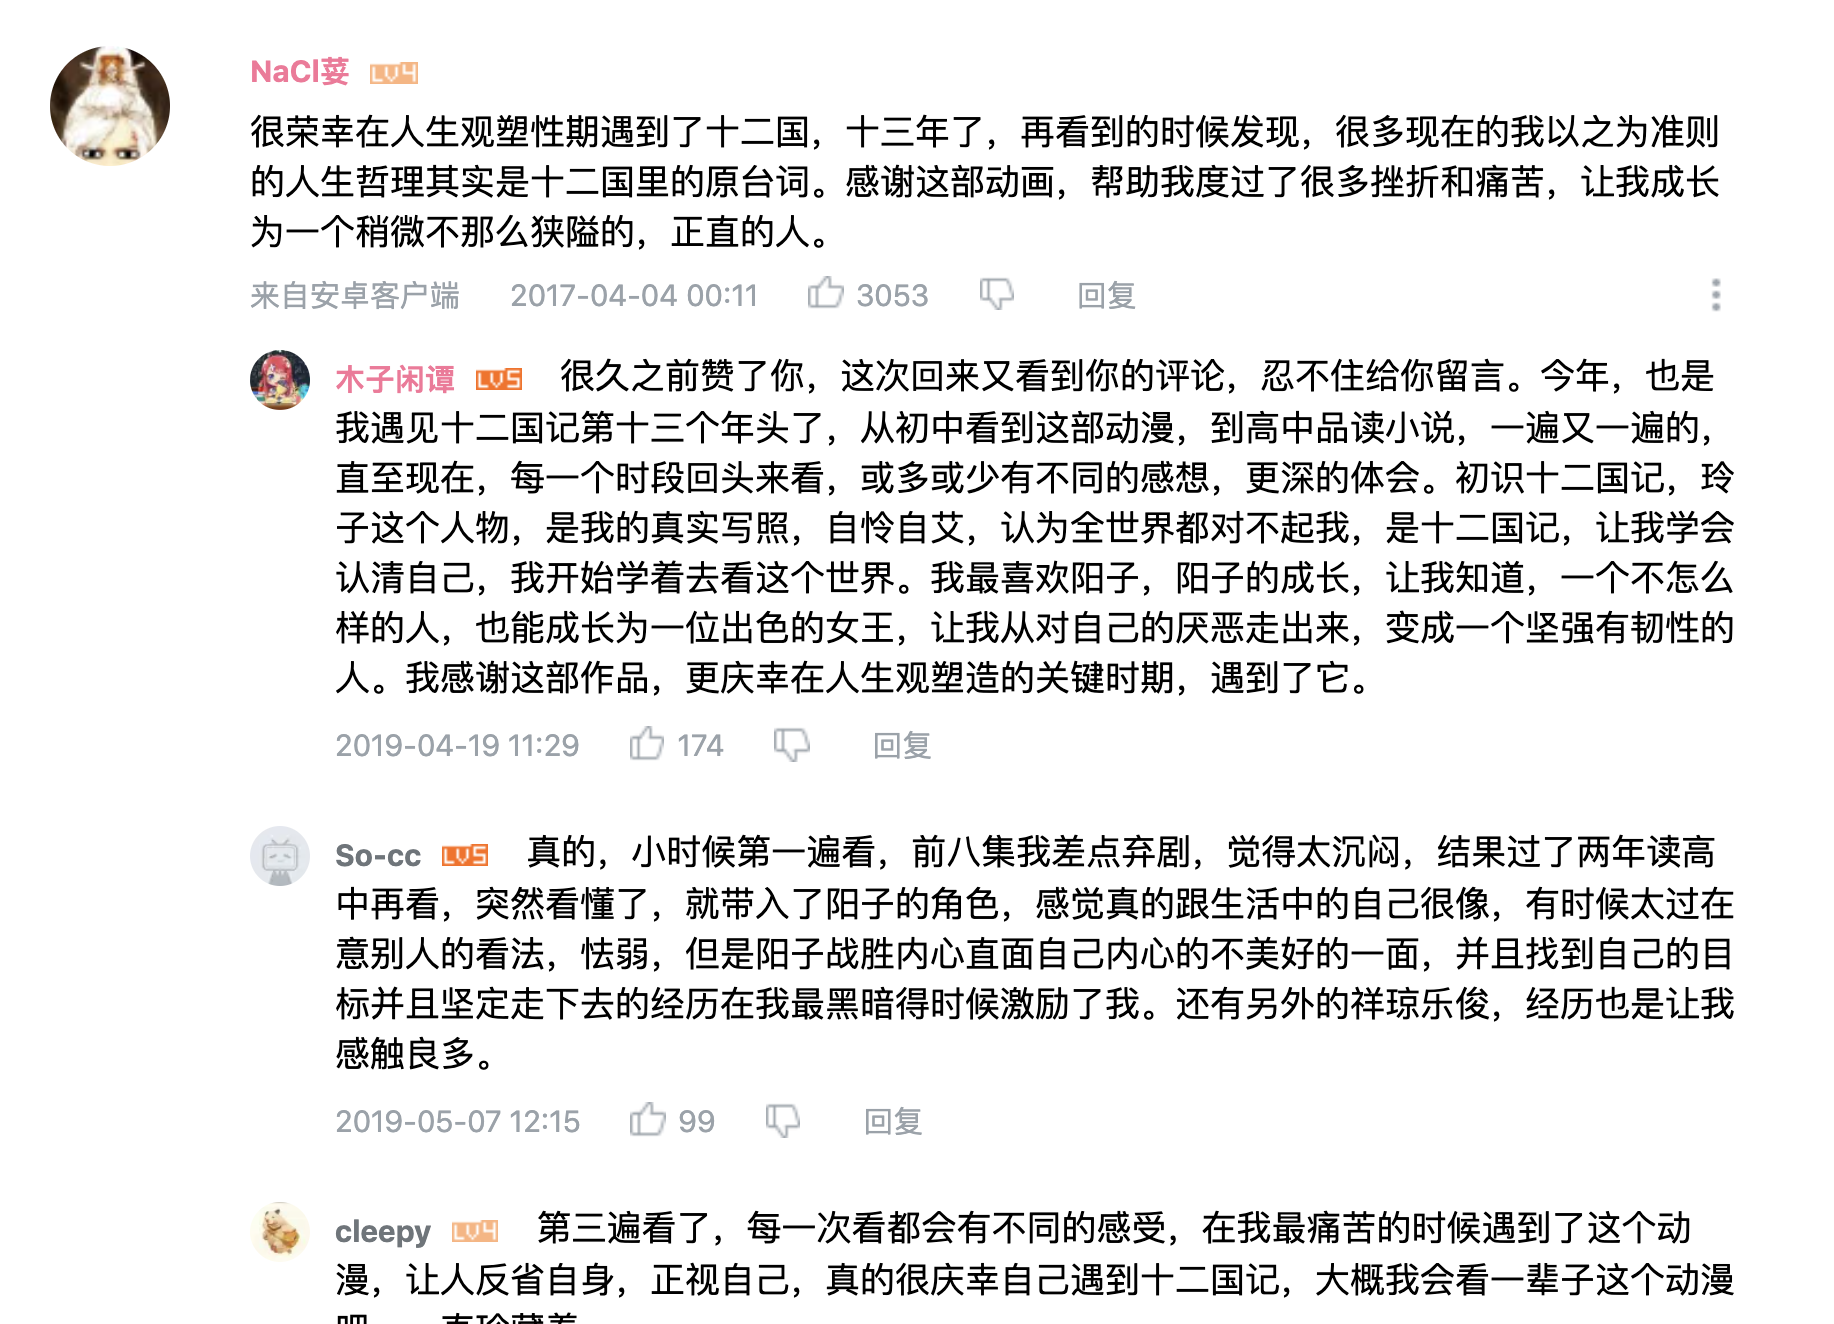 NaCl荽 LV4
很荣幸在人生观塑性期遇到了十二国，十三年了，再看到的时候发现，很多现在的我以之为准则
的人生哲理其实是十二国里的原台词。感谢这部动画，帮助我度过了很多挫折和痛苦，让我成长
为一个稍微不那么狭隘的，正直的人。
来自安卓客户端 2017-04-04 00:11 3053 回复
木子闲谭 LV5 很久之前赞了你，这次回来又看到你的评论，忍不住给你留言。今年，也是
我遇见十二国记第十三个年头了，从初中看到这部动漫，到高中品读小说，一遍又一遍的，
直至现在，每一个时段回头来看，或多或少有不同的感想，更深的体会。初识十二国记，玲
子这个人物，是我的真实写照，自怜自艾，认为全世界都对不起我，是十二国记，让我学会
认清自己，我开始学着去看这个世界。我最喜欢阳子，阳子的成长，让我知道，一个不怎么
样的人，也能成长为一位出色的女王，让我从对自己的厌恶走出来，变成一个坚强有韧性的
人。我感谢这部作品，更庆幸在人生观塑造的关键时期，遇到了它。
2019-04-19 11:29 174 回复
So-cc LV5 真的，小时候第一遍看，前八集我差点弃剧，觉得太沉闷，结果过了两年读高
中再看，突然看懂了，就带入了阳子的角色，感觉真的跟生活中的自己很像，有时候太过在
意别人的看法，怯弱，但是阳子战胜内心直面自己内心的不美好的一面，并且找到自己的目
标并且坚定走下去的经历在我最黑暗得时候激励了我。还有另外的祥琼乐俊，经历也是让我
感触良多。
2019-05-07 12:15 99 回复
cleepy LV4 第三遍看了，每一次看都会有不同的感受，在我最痛苦的时候遇到了这个动
漫，让人反省自身，正视自己，真的很庆幸自己遇到十二国记，大概我会看一辈子这个动漫